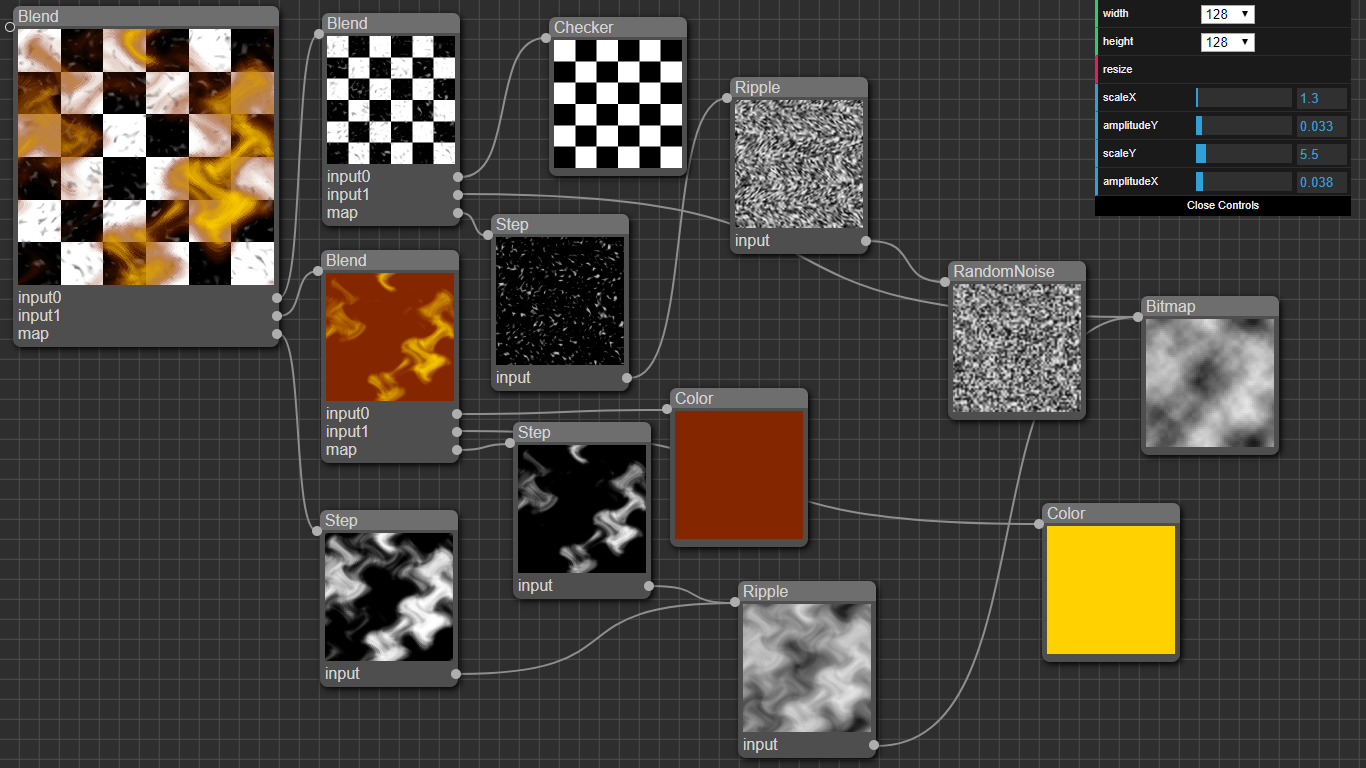 Blend
input0
input1
map
Blend
input0
input1
map
Checker
Ripple
input
Step
input
Blend
input0
input1
map
RandomNoise
Bitmap
Color
Step
input
Step
input
Color
Ripple
input
width 128
height 128
resize
scaleX 1.3
amplitudeY 0.033
scaleY 5.5
amplitudeX 0.038
Close Controls